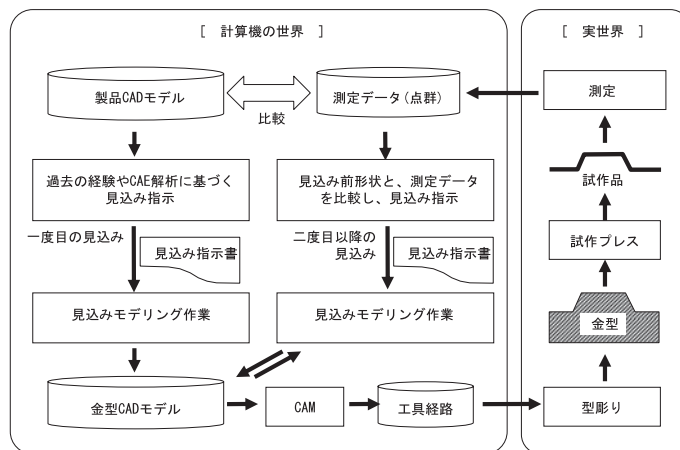 [ 計算機の世界 ]
[ 実世界 ]
製品CADモデル
比較
測定データ(点群)
測定
過去の経験やCAE解析に基づく
見込み指示
見込み前形状と、測定データ
を比較し、見込み指示
試作品
試作プレス
一度目の見込み
見込み指示書
二度目以降の
見込み
見込み指示書
見込みモデリング作業
見込みモデリング作業
金型
金型CADモデル
CAM
工具経路
型彫り